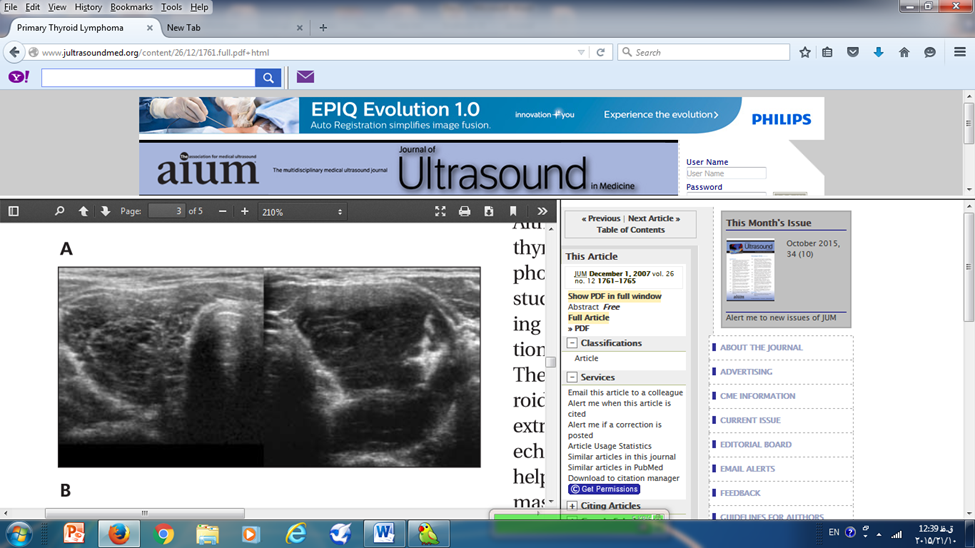 File Edit View History Bookmarks Tools Help
Primary Thyroid Lymphoma × New Tab × +
www.jultrasoundmed.org/content/26/12/1761.full.pdf+html Search
Y!
EPIQ Evolution 1.0
Auto Registration simplifies image fusion.
innovation+you
Experience the evolution>
PHILIPS
The association for medical ultrasound
aium
The multidisciplinary medical ultrasound journal
Journal of
Ultrasound in Medicine
User Name
User Name
Password
Page: 3 of 5 − + 210%
A
B
thyr
pho
stud
ing
tion
The
roic
extr
ech
help
mas
« Previous | Next Article »
Table of Contents
This Article
JUM December 1, 2007 vol. 26
no. 12 1761-1765
Show PDF in full window
Abstract Free
Full Article
» PDF
Classifications
Article
Services
Email this article to a colleague
Alert me when this article is
cited
Alert me if a correction is
posted
Article Usage Statistics
Similar articles in this journal
Similar articles in PubMed
Download to citation manager
© Get Permissions
Citing Articles
This Month's Issue
October 2015,
34 (10)
Alert me to new issues of JUM
ABOUT THE JOURNAL
ADVERTISING
CME INFORMATION
CURRENT ISSUE
EDITORIAL BOARD
EMAIL ALERTS
FEEDBACK
GUIDELINES FOR AUTHORS
EN
12:39 ق.ظ
۲۰۱۵/۲۱/۱۰